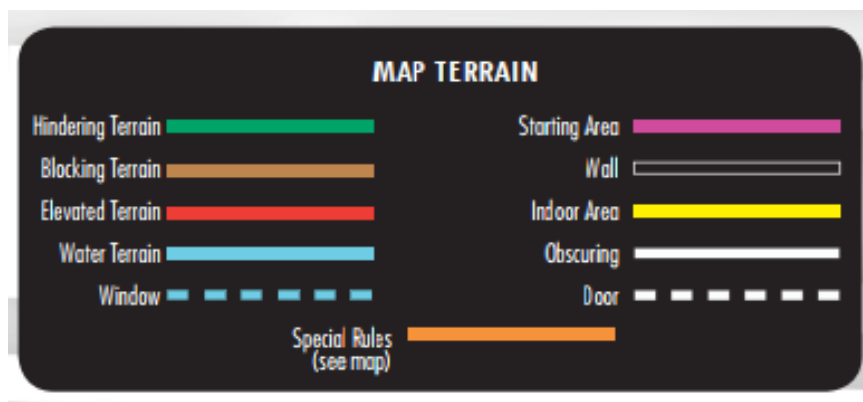 MAP TERRAIN
Hindering Terrain
Starting Area
Blocking Terrain
Wall
Elevated Terrain
Indoor Area
Water Terrain
Obscuring
Window
Door
Special Rules
(see map)